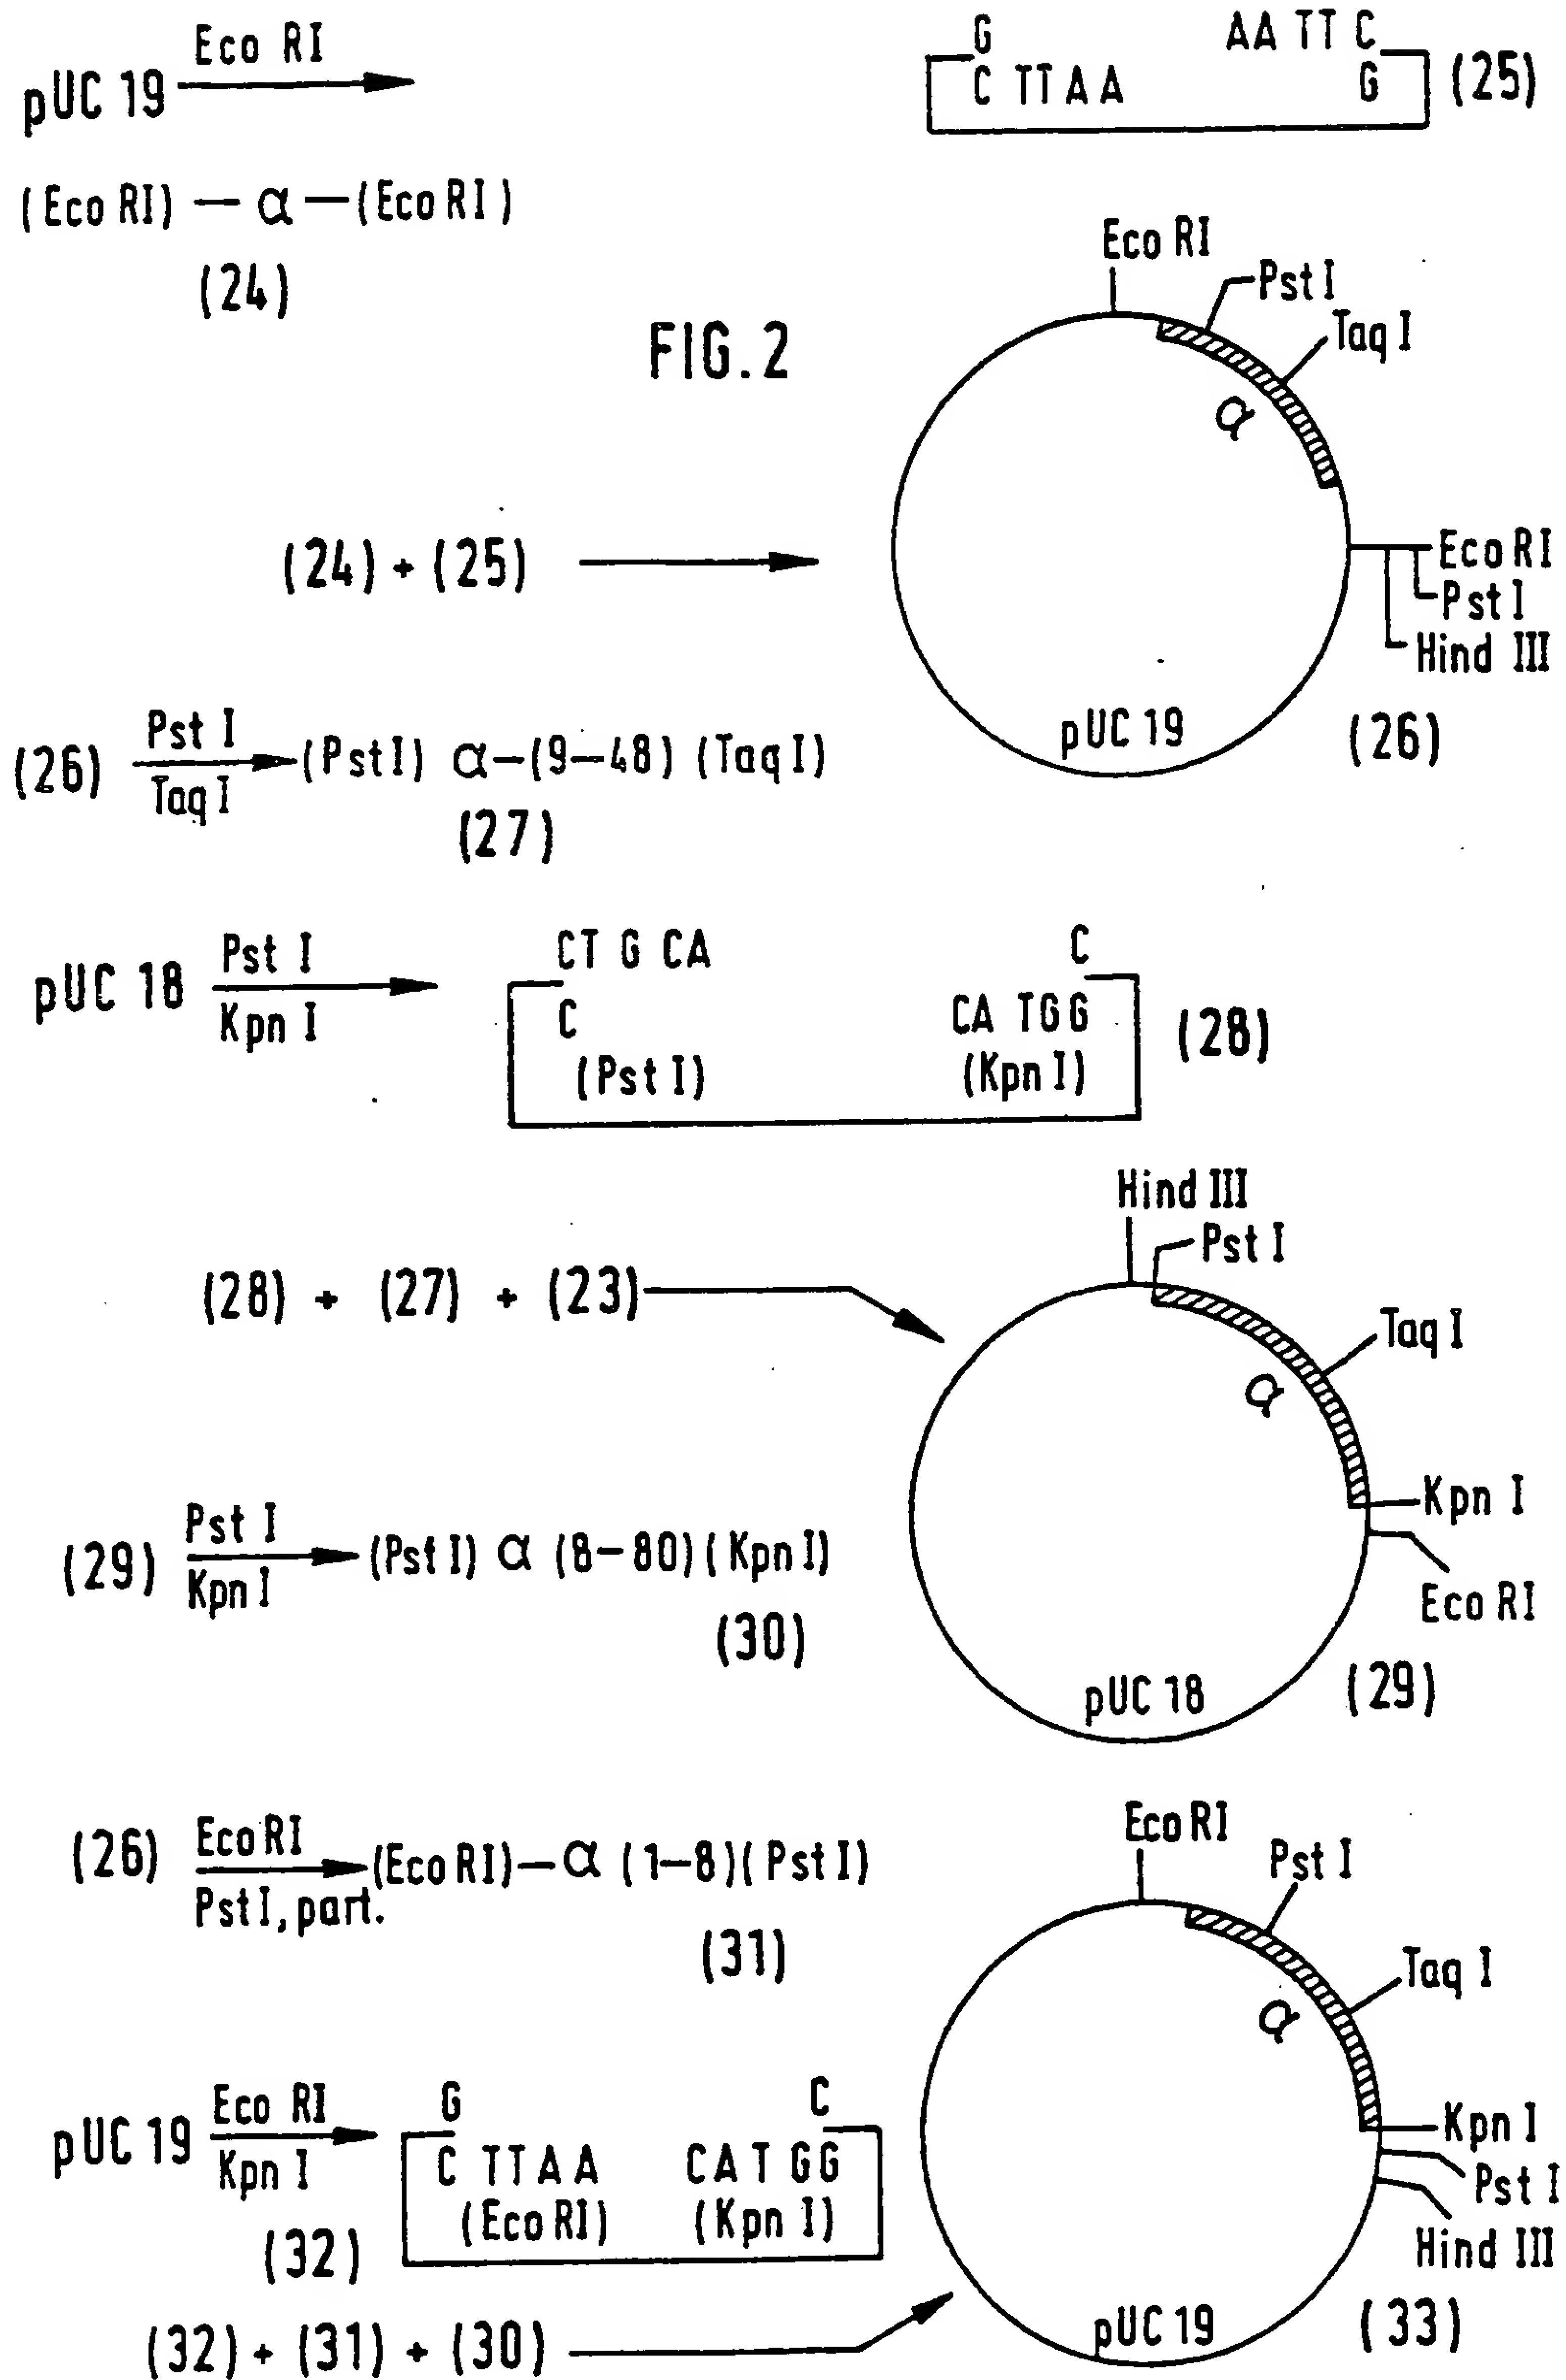 pUC 19 Eco RI
G AA TT C
C TT A A G (25)
(Eco RI) — α — (Eco RI)
(24)
FIG. 2
Eco RI
Pst I
Taq I
α
(24) + (25)
Eco RI
Pst I
Hind III
pUC 19
(26)
(26) Pst I
Taq I
(Pst I) α–(9–48) (Taq I)
(27)
pUC 18 Pst I
Kpn I
CT G CA C
C CA TGG
(Pst I) (Kpn I)
(28)
(28) + (27) + (23)
Hind III
Pst I
Taq I
α
Kpn I
Eco RI
pUC 18
(29)
(29) Pst I
Kpn I
(Pst I) α (8–80) (Kpn I)
(30)
(26) Eco RI
Pst I, part.
(Eco RI)–α (1–8)(Pst I)
(31)
Eco RI
Pst I
Taq I
α
Kpn I
Pst I
Hind III
pUC 19
(33)
pUC 19 Eco RI
Kpn I
G C
C TT A A CA T GG
(Eco RI) (Kpn I)
(32)
(32) + (31) + (30)